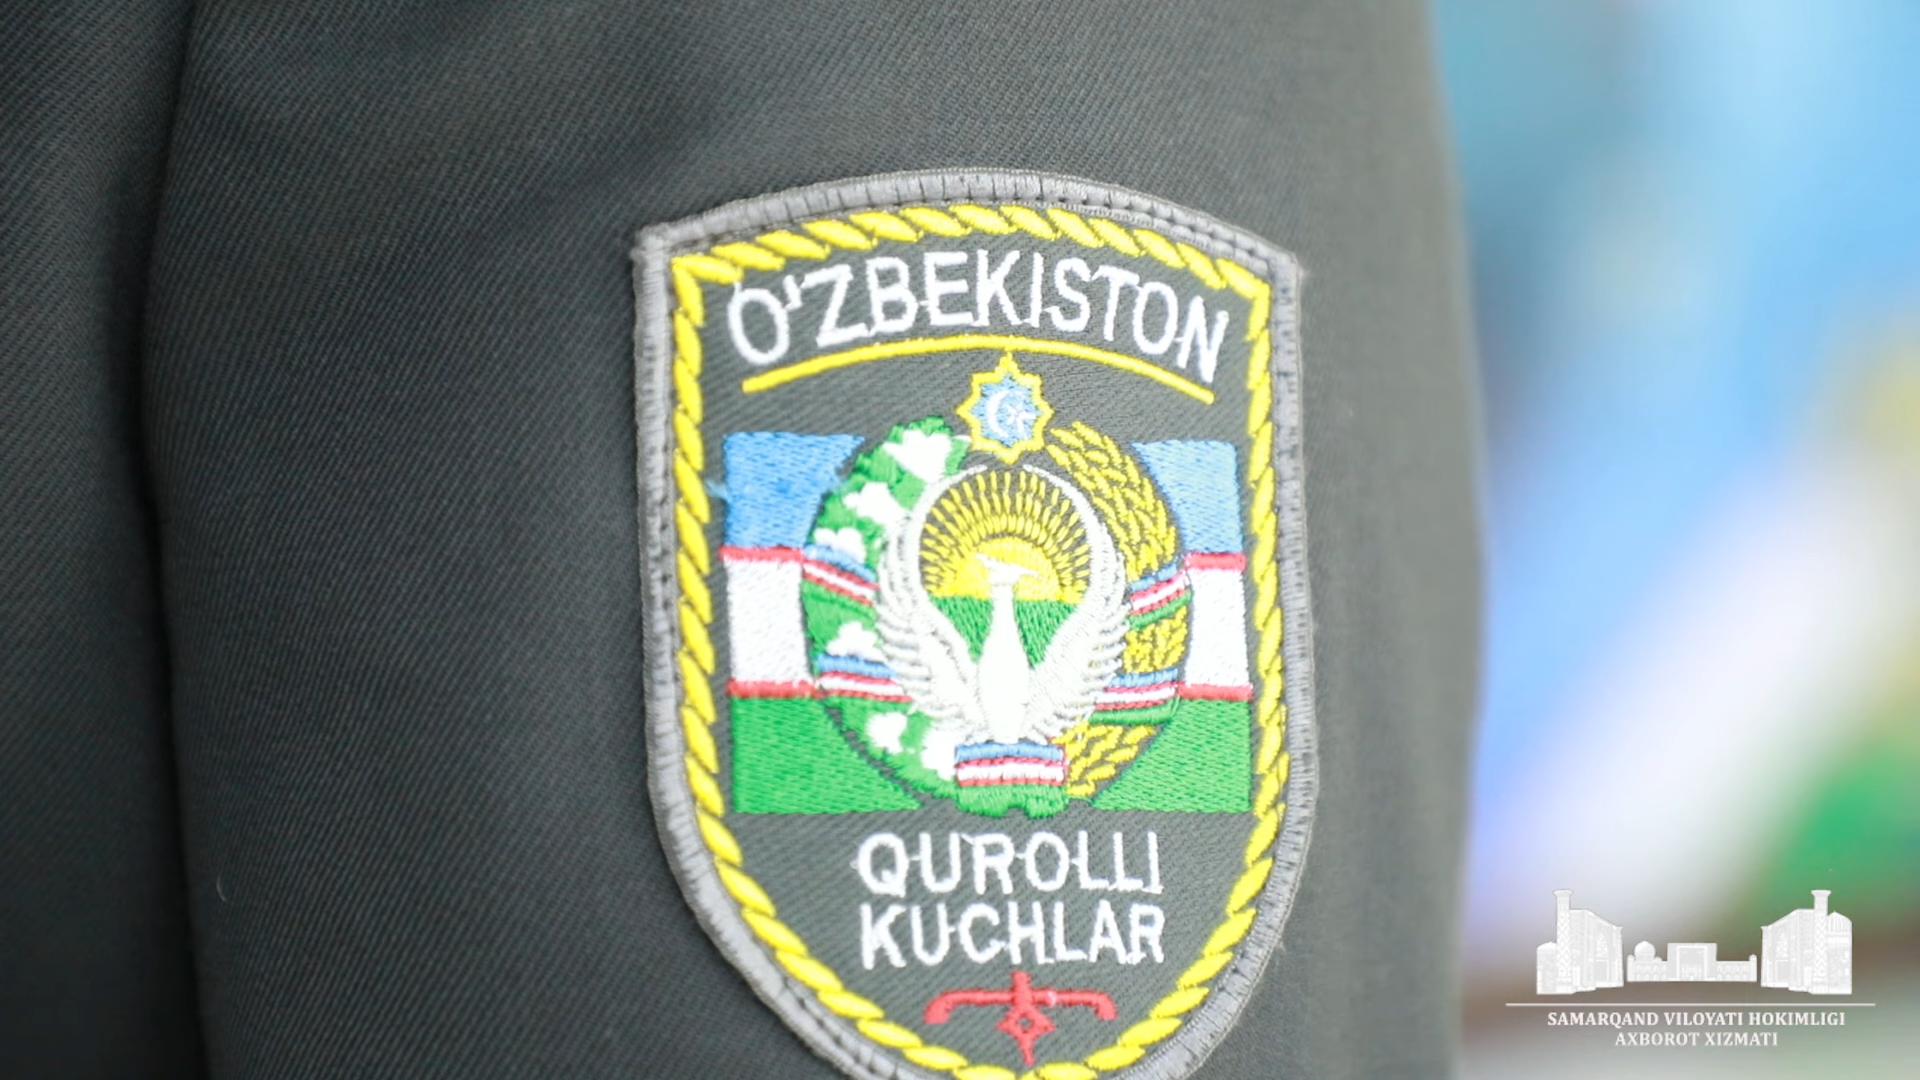 O'ZBEKISTON
QUROLLI
KUCHLAR
SAMARQAND VILOYATI HOKIMLIGI
AXBOROT XIZMATI